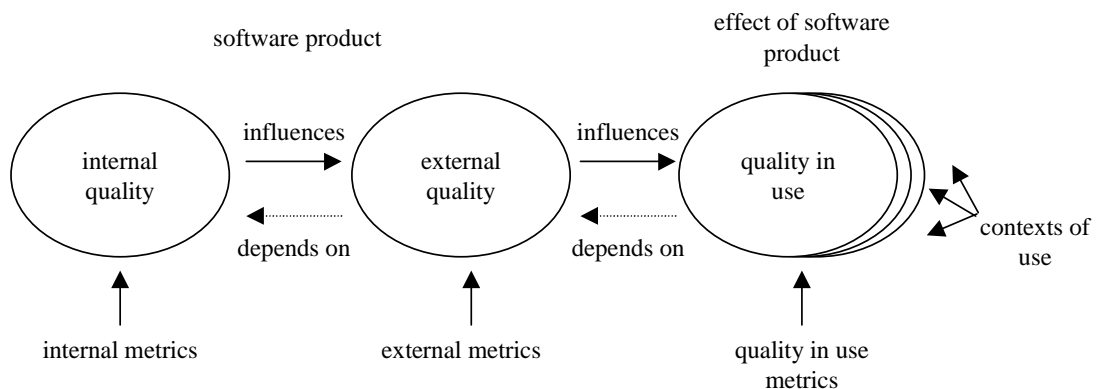 software product
effect of software
product
internal
quality
influences
external
quality
influences
quality in
use
depends on
depends on
contexts of
use
internal metrics
external metrics
quality in use
metrics